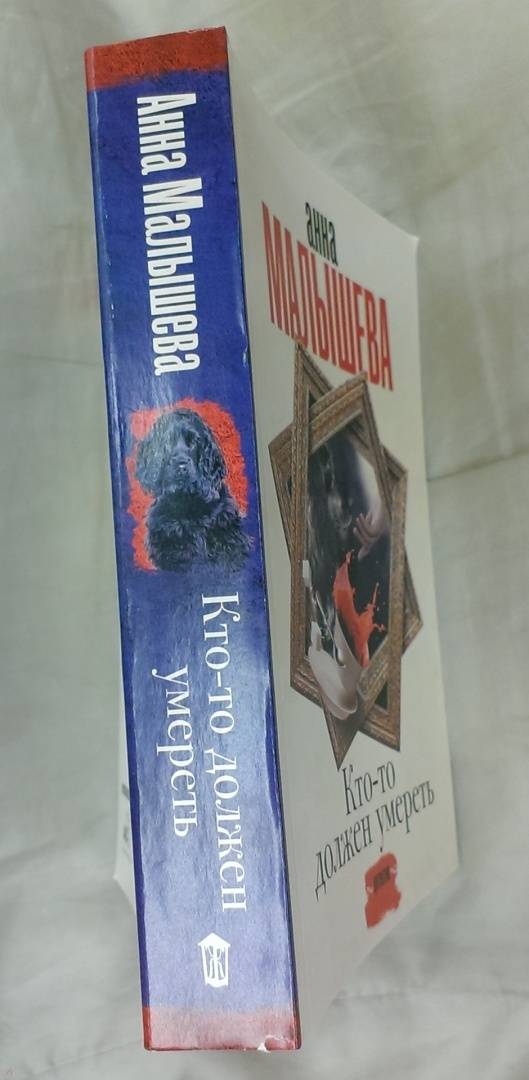 Анна Малышева
Кто-то должен
умереть
анна
МАЛЫШЕВА
Кто-то
должен умереть